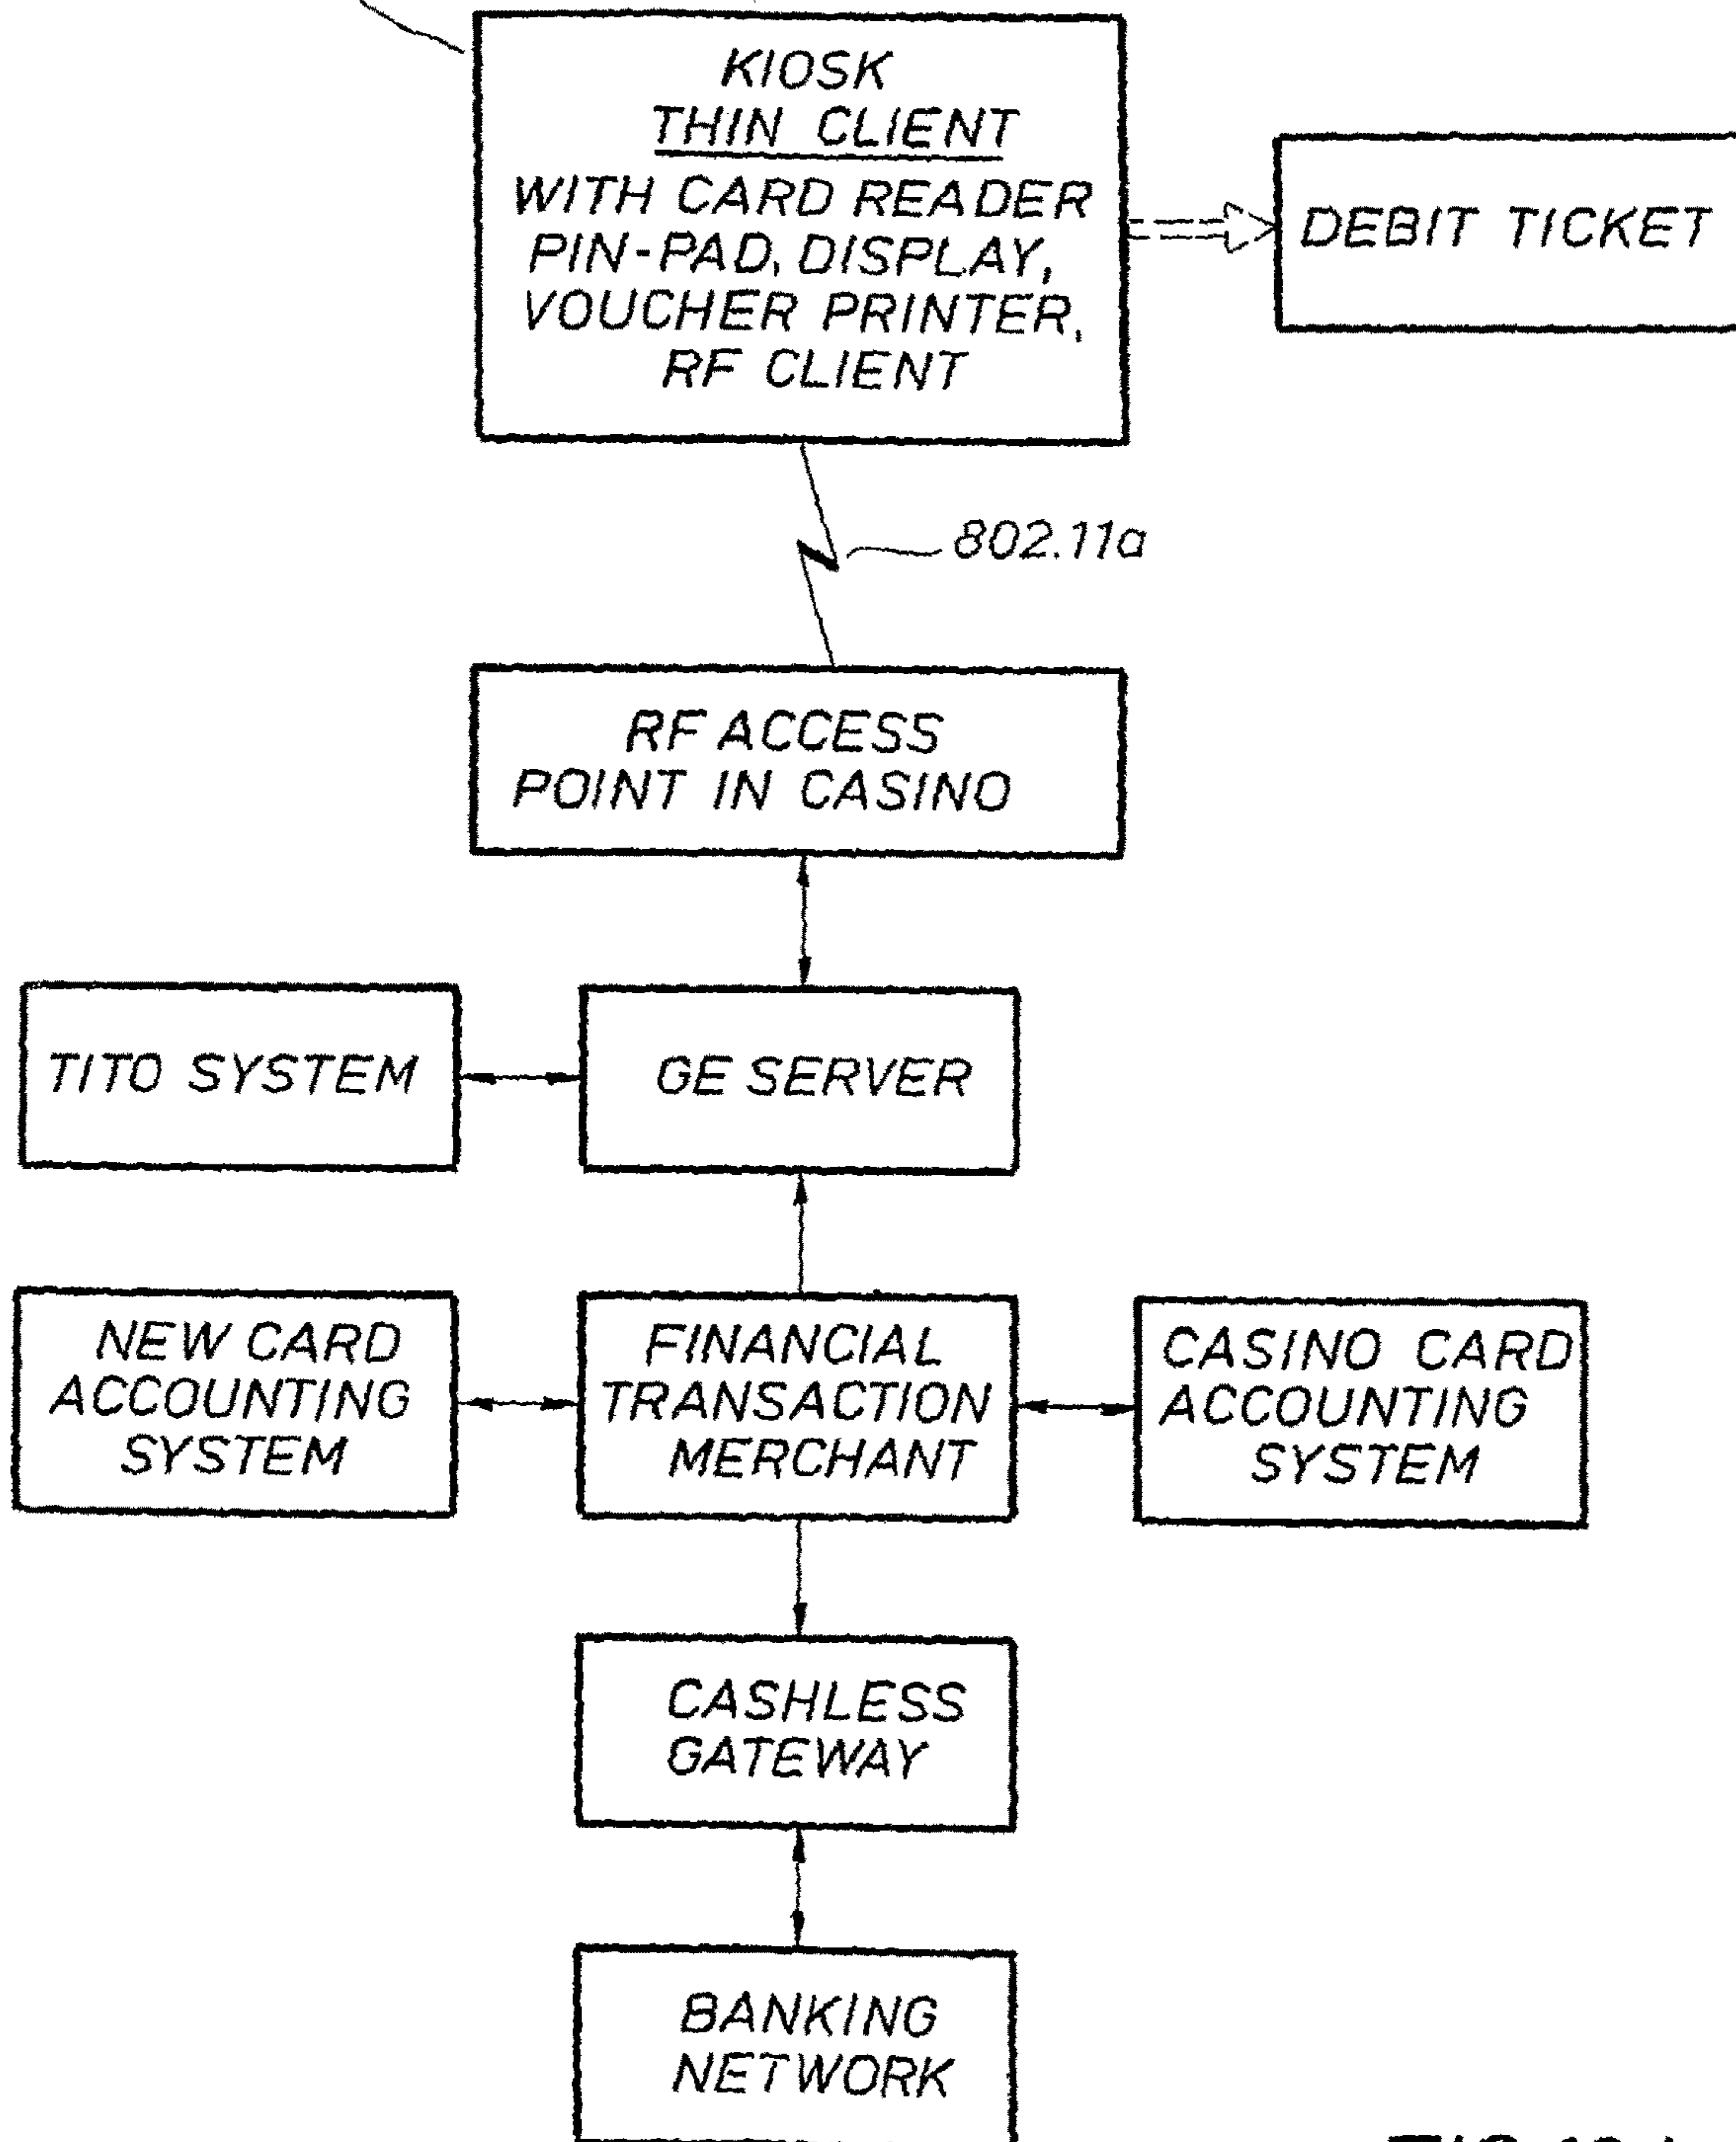 KIOSK
THIN CLIENT
WITH CARD READER
PIN-PAD, DISPLAY,
VOUCHER PRINTER,
RF CLIENT
DEBIT TICKET
802.11a
RF ACCESS
POINT IN CASINO
TITO SYSTEM
GE SERVER
NEW CARD
ACCOUNTING
SYSTEM
FINANCIAL
TRANSACTION
MERCHANT
CASINO CARD
ACCOUNTING
SYSTEM
CASHLESS
GATEWAY
BANKING
NETWORK